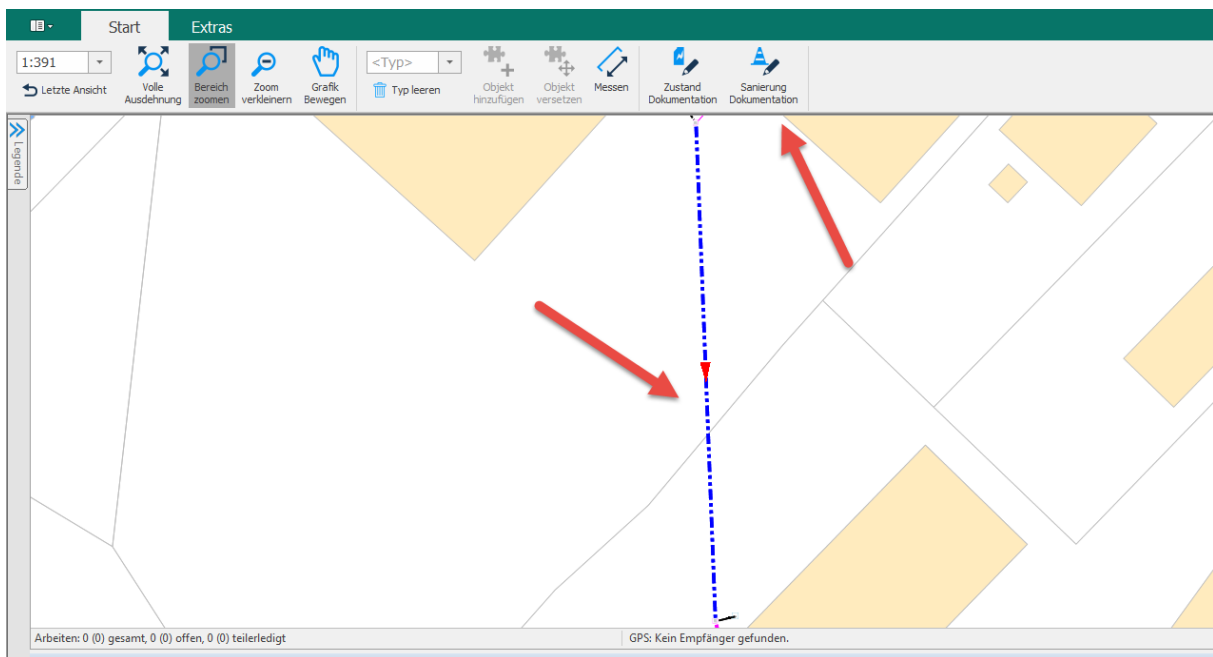 Start
Extras
1:391
Letzte Ansicht
Volle
Ausdehnung
Bereich
zoomen
Zoom
verkleinern
Grafik
Bewegen
<Typ>
Typ leeren
Objekt
hinzufügen
Objekt
versetzen
Messen
Zustand
Dokumentation
Sanierung
Dokumentation
Legende
Arbeiten: 0 (0) gesamt, 0 (0) offen, 0 (0) teilerledigt
GPS: Kein Empfänger gefunden.